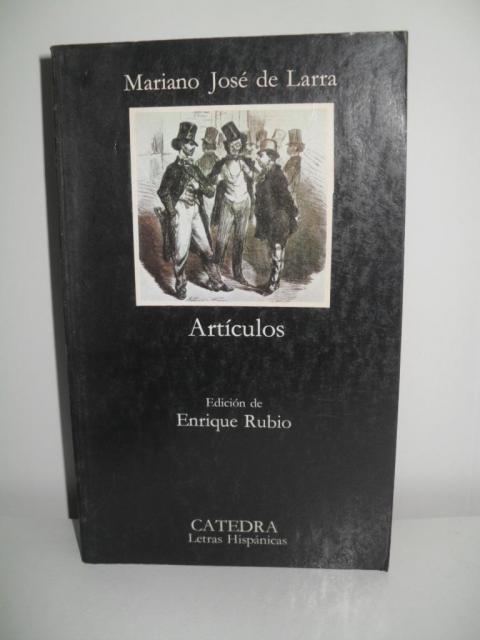 Mariano José de Larra
Artículos
Edición de
Enrique Rubio
CATEDRA
Letras Hispánicas